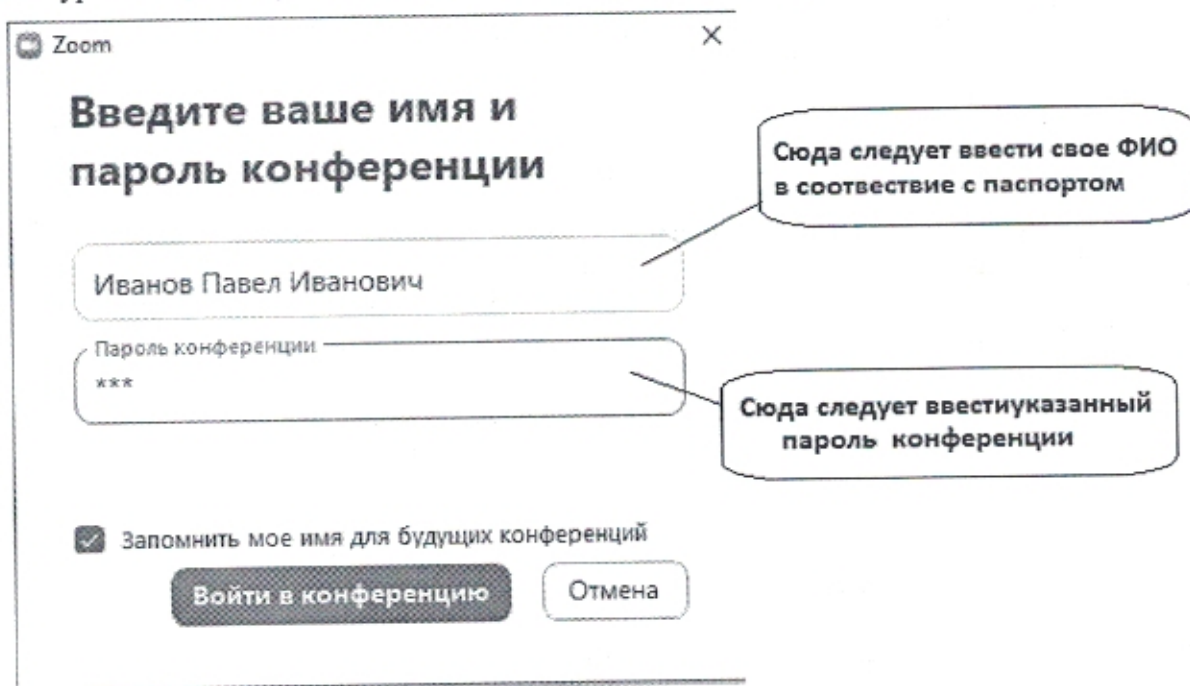 Zoom
Введите ваше имя и
пароль конференции
Сюда следует ввести свое ФИО
в соотвествие с паспортом
Иванов Павел Иванович
Пароль конференции
***
Сюда следует ввестиуказанный
пароль конференции
Запомнить мое имя для будущих конференций
Войти в конференцию
Отмена